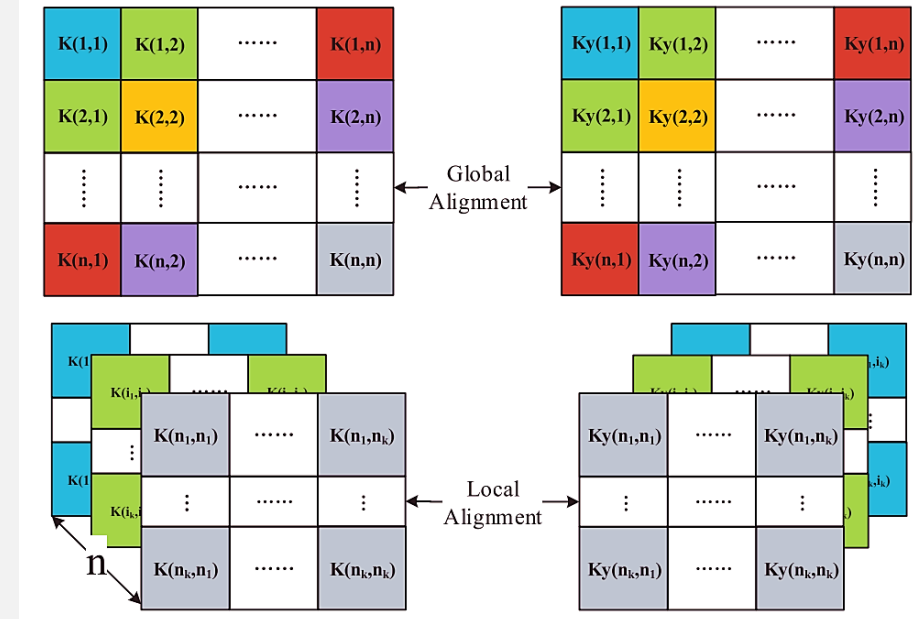 K(1,1) K(1,2) ...... K(1,n)
K(2,1) K(2,2) ...... K(2,n)
K(n,1) K(n,2) ...... K(n,n)
Global
Alignment
Ky(1,1) Ky(1,2) ...... Ky(1,n)
Ky(2,1) Ky(2,2) ...... Ky(2,n)
Ky(n,1) Ky(n,2) ...... Ky(n,n)
K(n₁,n₁) ...... K(n₁,nₖ)
K(nₖ,n₁) ...... K(nₖ,nₖ)
n
Local
Alignment
Ky(n₁,n₁) ...... Ky(n₁,nₖ)
Ky(nₖ,n₁) ...... Ky(nₖ,nₖ)